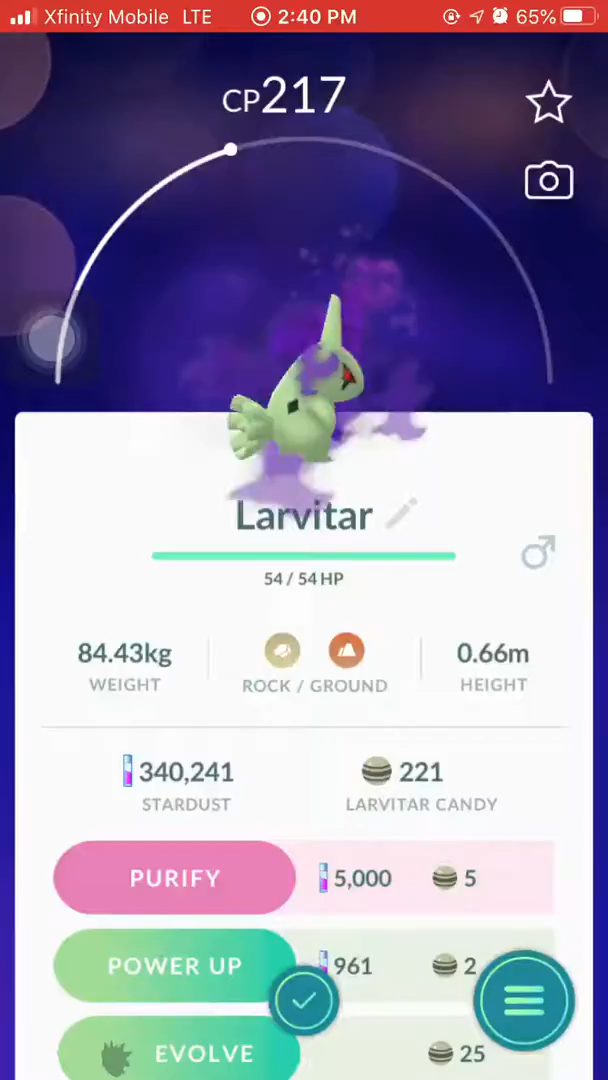 Xfinity Mobile LTE 2:40 PM 65%
CP217
Larvitar
54 / 54 HP
84.43kg
WEIGHT
ROCK / GROUND
0.66m
HEIGHT
340,241
STARDUST
221
LARVITAR CANDY
PURIFY 5,000 5
POWER UP 961 2
EVOLVE 25